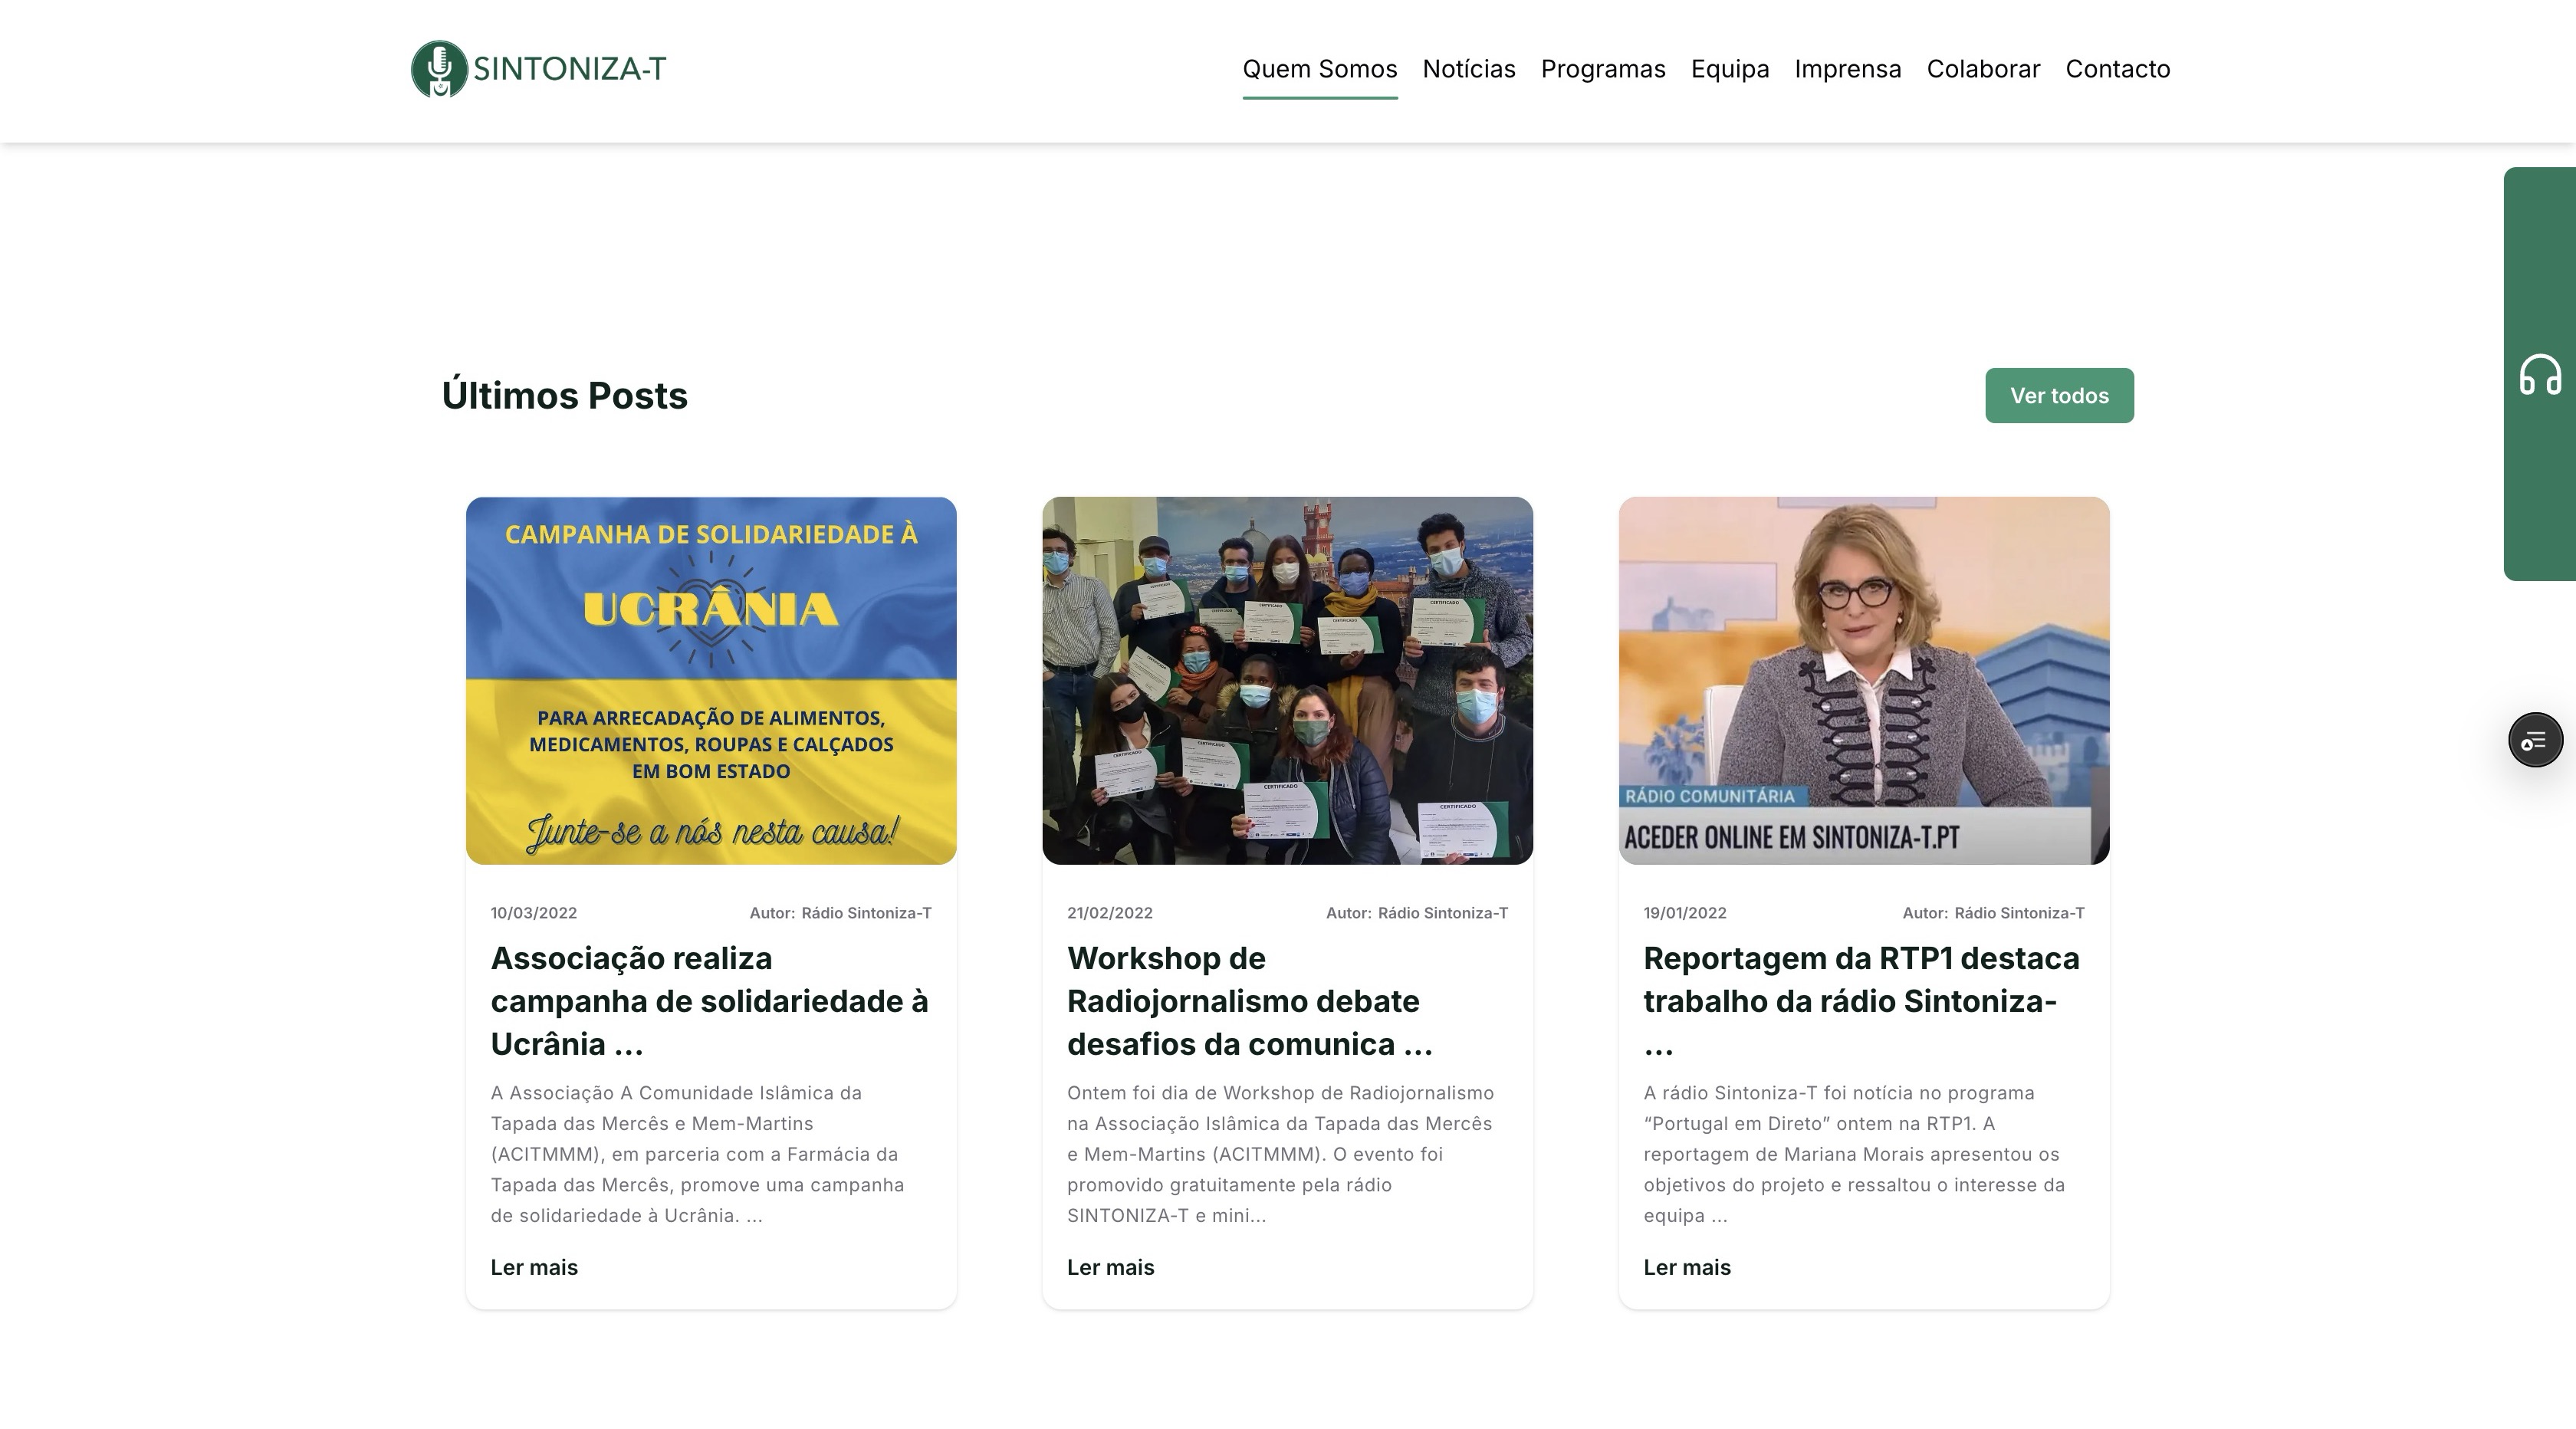 SINTONIZA-T
Quem Somos Notícias Programas Equipa Imprensa Colaborar Contacto
Últimos Posts
Ver todos
CAMPANHA DE SOLIDARIEDADE À
UCRÂNIA
PARA ARRECADAÇÃO DE ALIMENTOS,
MEDICAMENTOS, ROUPAS E CALÇADOS
EM BOM ESTADO
Junte-se a nós nesta causa!
10/03/2022 Autor: Rádio Sintoniza-T
Associação realiza
campanha de solidariedade à
Ucrânia ...
A Associação A Comunidade Islâmica da
Tapada das Mercês e Mem-Martins
(ACITMMM), em parceria com a Farmácia da
Tapada das Mercês, promove uma campanha
de solidariedade à Ucrânia. ...
Ler mais
CERTIFICADO
CERTIFICADO
CERTIFICADO
CERTIFICADO
CERTIFICADO
CERTIFICADO
CERTIFICADO
CERTIFICADO
21/02/2022 Autor: Rádio Sintoniza-T
Workshop de
Radiojornalismo debate
desafios da comunica ...
Ontem foi dia de Workshop de Radiojornalismo
na Associação Islâmica da Tapada das Mercês
e Mem-Martins (ACITMMM). O evento foi
promovido gratuitamente pela rádio
SINTONIZA-T e mini...
Ler mais
RÁDIO COMUNITÁRIA
ACEDER ONLINE EM SINTONIZA-T.PT
19/01/2022 Autor: Rádio Sintoniza-T
Reportagem da RTP1 destaca
trabalho da rádio Sintoniza-
...
A rádio Sintoniza-T foi notícia no programa
“Portugal em Direto” ontem na RTP1. A
reportagem de Mariana Morais apresentou os
objetivos do projeto e ressaltou o interesse da
equipa ...
Ler mais